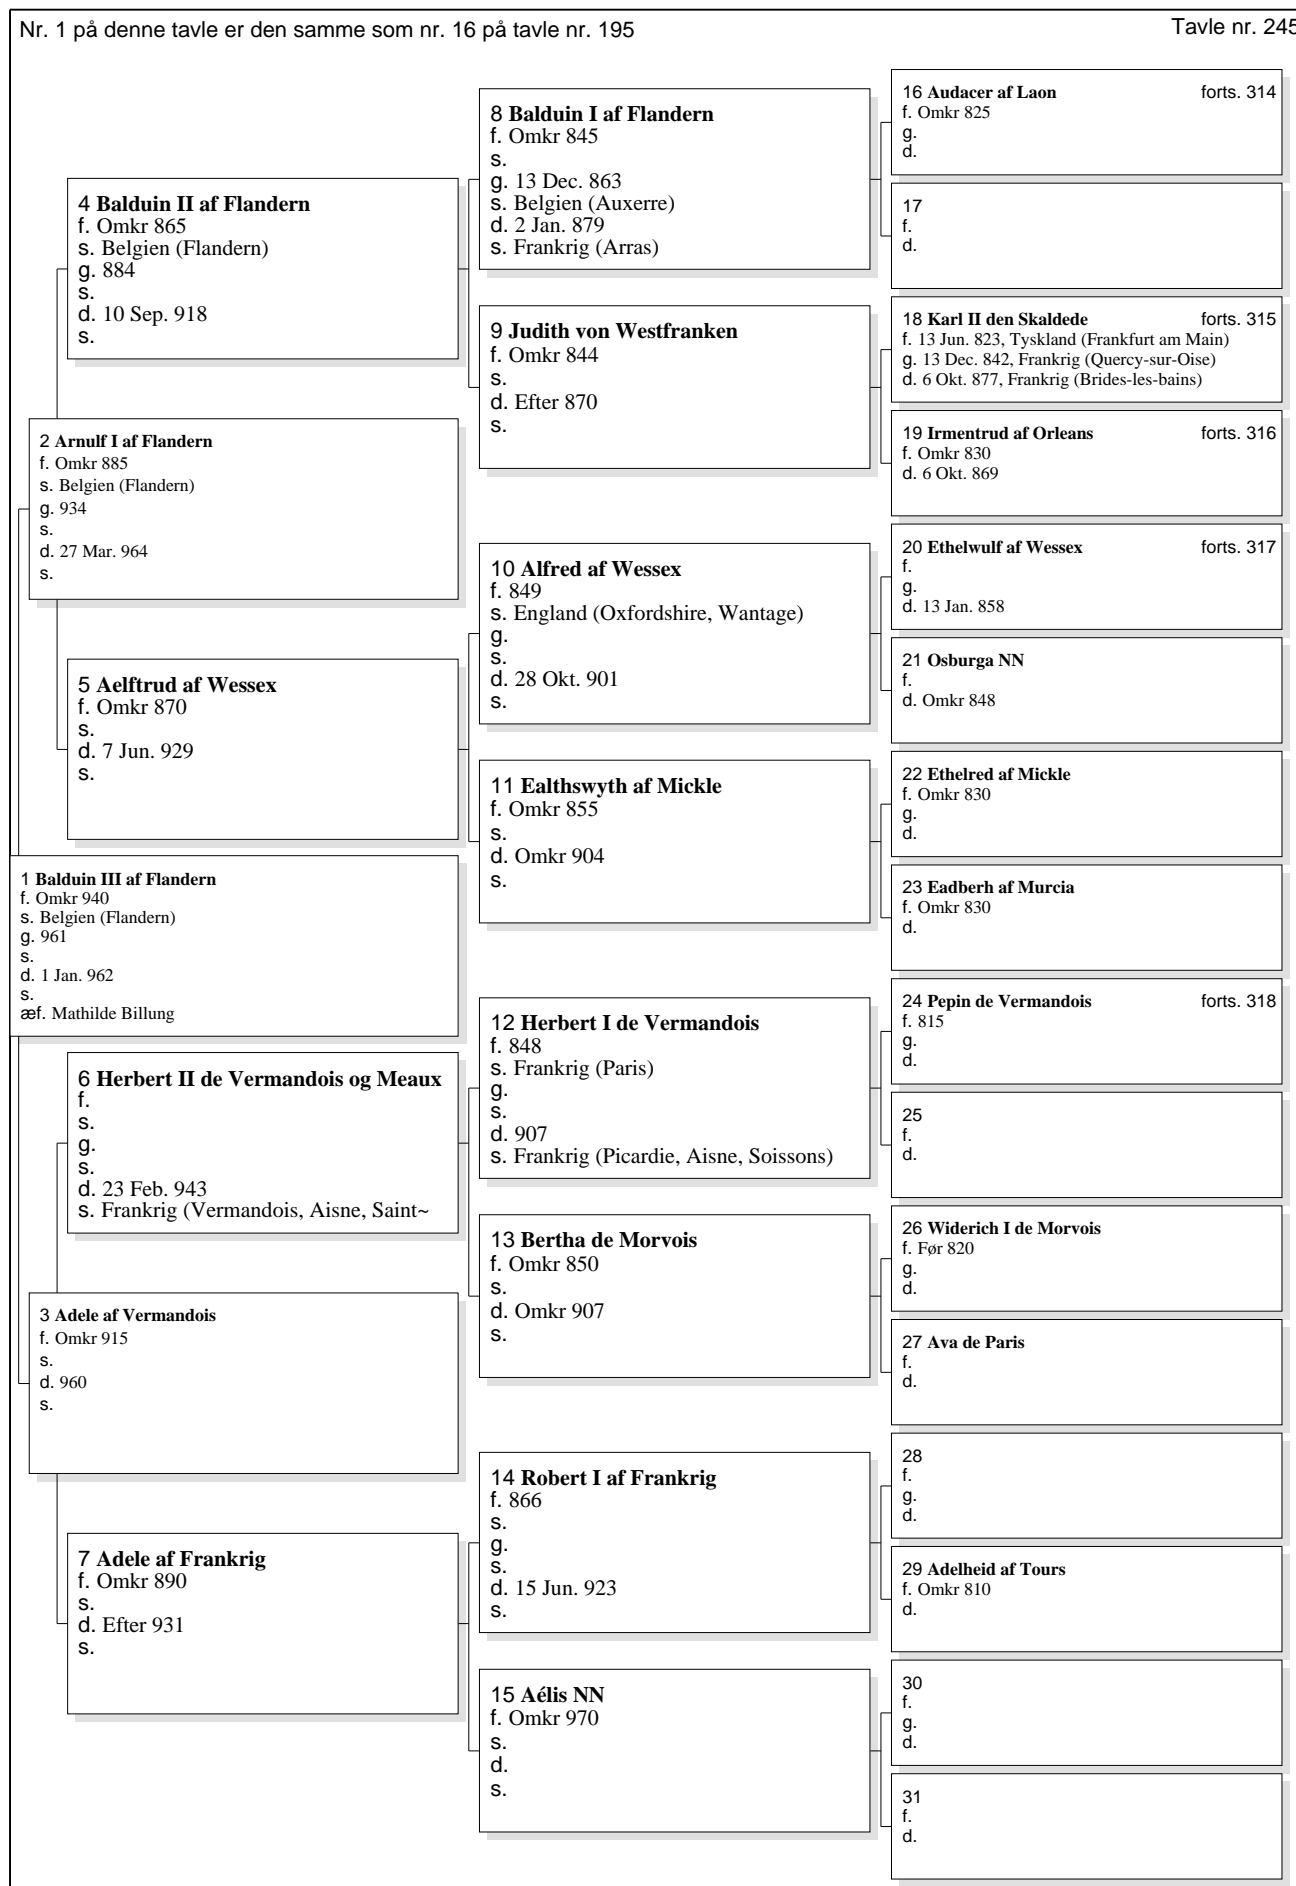 Nr. 1 på denne tavle er den samme som nr. 16 på tavle nr. 195
Tavle nr. 245
1 Balduin III af Flandern
f. Omkr 940
s. Belgien (Flandern)
g. 961
s.
d. 1 Jan. 962
s.
æf. Mathilde Billung
2 Arnulf I af Flandern
f. Omkr 885
s. Belgien (Flandern)
g. 934
s.
d. 27 Mar. 964
s.
3 Adele af Vermandois
f. Omkr 915
s.
d. 960
s.
4 Balduin II af Flandern
f. Omkr 865
s. Belgien (Flandern)
g. 884
s.
d. 10 Sep. 918
s.
5 Aelftrud af Wessex
f. Omkr 870
s.
d. 7 Jun. 929
s.
6 Herbert II de Vermandois og Meaux
f.
s.
g.
s.
d. 23 Feb. 943
s. Frankrig (Vermandois, Aisne, Saint~
7 Adele af Frankrig
f. Omkr 890
s.
d. Efter 931
s.
8 Balduin I af Flandern
f. Omkr 845
s.
g. 13 Dec. 863
s. Belgien (Auxerre)
d. 2 Jan. 879
s. Frankrig (Arras)
9 Judith von Westfranken
f. Omkr 844
s.
d. Efter 870
s.
10 Alfred af Wessex
f. 849
s. England (Oxfordshire, Wantage)
g.
s.
d. 28 Okt. 901
s.
11 Ealthswyth af Mickle
f. Omkr 855
s.
d. Omkr 904
s.
12 Herbert I de Vermandois
f. 848
s. Frankrig (Paris)
g.
s.
d. 907
s. Frankrig (Picardie, Aisne, Soissons)
13 Bertha de Morvois
f. Omkr 850
s.
d. Omkr 907
s.
14 Robert I af Frankrig
f. 866
s.
g.
s.
d. 15 Jun. 923
s.
15 Aélis NN
f. Omkr 970
s.
d.
s.
16 Audacer af Laon forts. 314
f. Omkr 825
g.
d.
17
f.
d.
18 Karl II den Skaldede forts. 315
f. 13 Jun. 823, Tyskland (Frankfurt am Main)
g. 13 Dec. 842, Frankrig (Quercy-sur-Oise)
d. 6 Okt. 877, Frankrig (Brides-les-bains)
19 Irmentrud af Orleans forts. 316
f. Omkr 830
d. 6 Okt. 869
20 Ethelwulf af Wessex forts. 317
f.
g.
d. 13 Jan. 858
21 Osburga NN
f.
d. Omkr 848
22 Ethelred af Mickle
f. Omkr 830
g.
d.
23 Eadberh af Murcia
f. Omkr 830
d.
24 Pepin de Vermandois forts. 318
f. 815
g.
d.
25
f.
d.
26 Widerich I de Morvois
f. Før 820
g.
d.
27 Ava de Paris
f.
d.
28
f.
g.
d.
29 Adelheid af Tours
f. Omkr 810
d.
30
f.
g.
d.
31
f.
d.